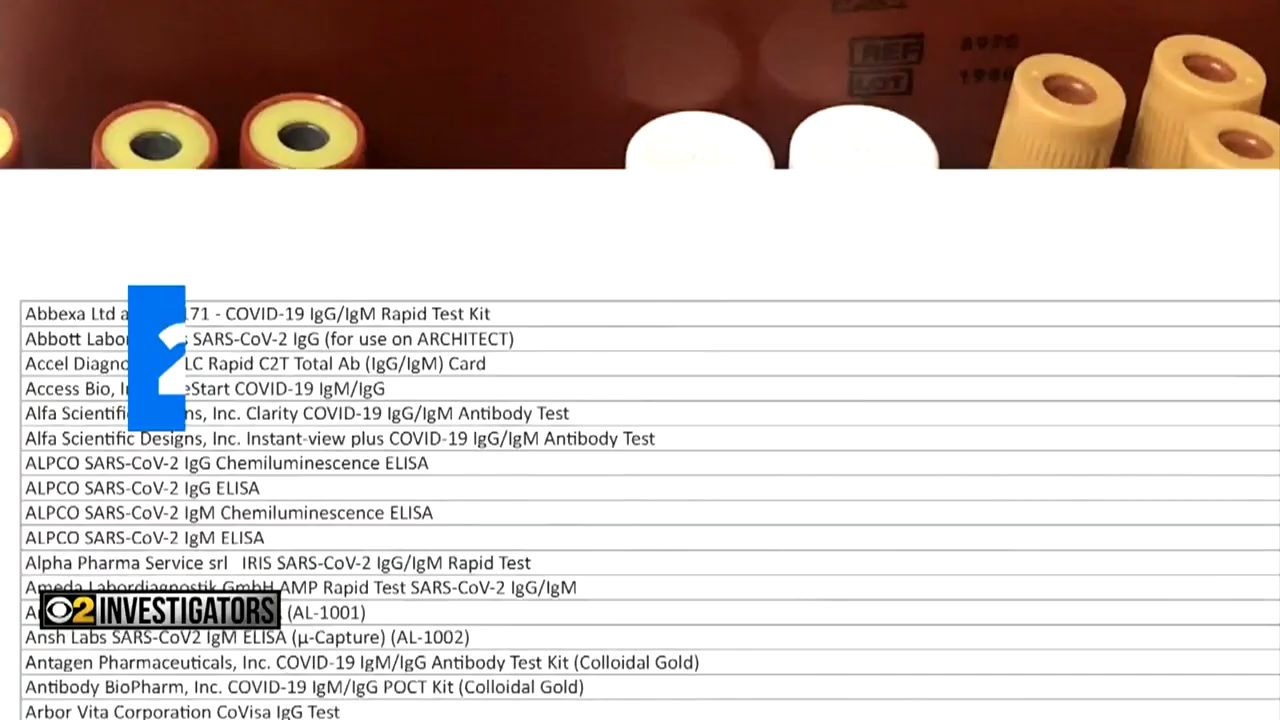 REF
LOT
Abbexa Ltd a 171 - COVID-19 IgG/IgM Rapid Test Kit
Abbott Labor SARS-CoV-2 IgG (for use on ARCHITECT)
Accel Diagno LC Rapid C2T Total Ab (IgG/IgM) Card
Access Bio, I eStart COVID-19 IgM/IgG
2
Alfa Scientific ns, Inc. Clarity COVID-19 IgG/IgM Antibody Test
Alfa Scientific Designs, Inc. Instant-view plus COVID-19 IgG/IgM Antibody Test
ALPCO SARS-CoV-2 IgG Chemiluminescence ELISA
ALPCO SARS-CoV-2 IgG ELISA
ALPCO SARS-CoV-2 IgM Chemiluminescence ELISA
ALPCO SARS-CoV-2 IgM ELISA
Alpha Pharma Service srl IRIS SARS-CoV-2 IgG/IgM Rapid Test
Ameda Labordiagnostik GmbH AMP Rapid Test SARS-CoV-2 IgG/IgM
2 INVESTIGATORS
(AL-1001)
Ansh Labs SARS-CoV2 IgM ELISA (µ-Capture) (AL-1002)
Antagen Pharmaceuticals, Inc. COVID-19 IgM/IgG Antibody Test Kit (Colloidal Gold)
Antibody BioPharm, Inc. COVID-19 IgM/IgG POCT Kit (Colloidal Gold)
Arbor Vita Corporation CoVisa IgG Test